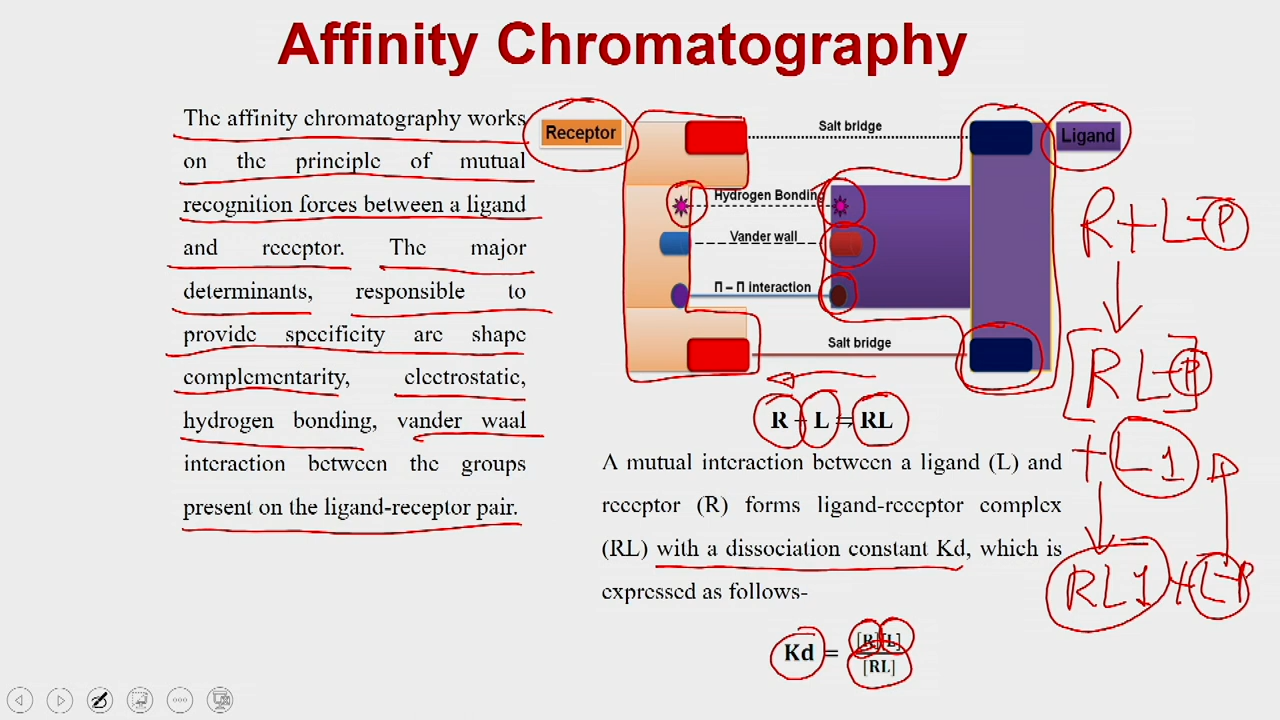 Affinity Chromatography
The affinity chromatography works
on the principle of mutual
recognition forces between a ligand
and receptor. The major
determinants, responsible to
provide specificity are shape
complementarity, electrostatic,
hydrogen bonding, vander waal
interaction between the groups
present on the ligand-receptor pair.
Receptor
Salt bridge
Ligand
Hydrogen Bonding
Vander wall
Π – Π interaction
Salt bridge
R + L ⇌ RL
A mutual interaction between a ligand (L) and
receptor (R) forms ligand-receptor complex
(RL) with a dissociation constant Kd, which is
expressed as follows-
Kd = [R][L]
[RL]
R+L-P
[RL-P]
+L1 P
RL1+L-P